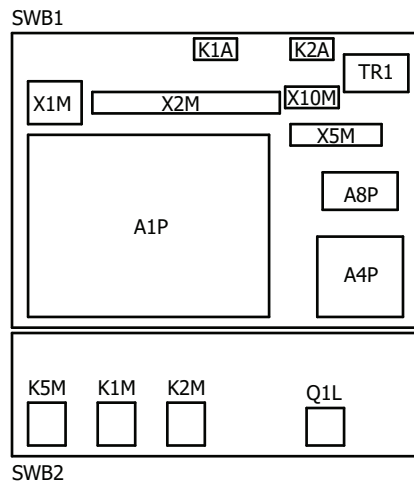 SWB1
K1A
K2A
TR1
X1M
X2M
X10M
X5M
A1P
A8P
A4P
K5M
K1M
K2M
Q1L
SWB2